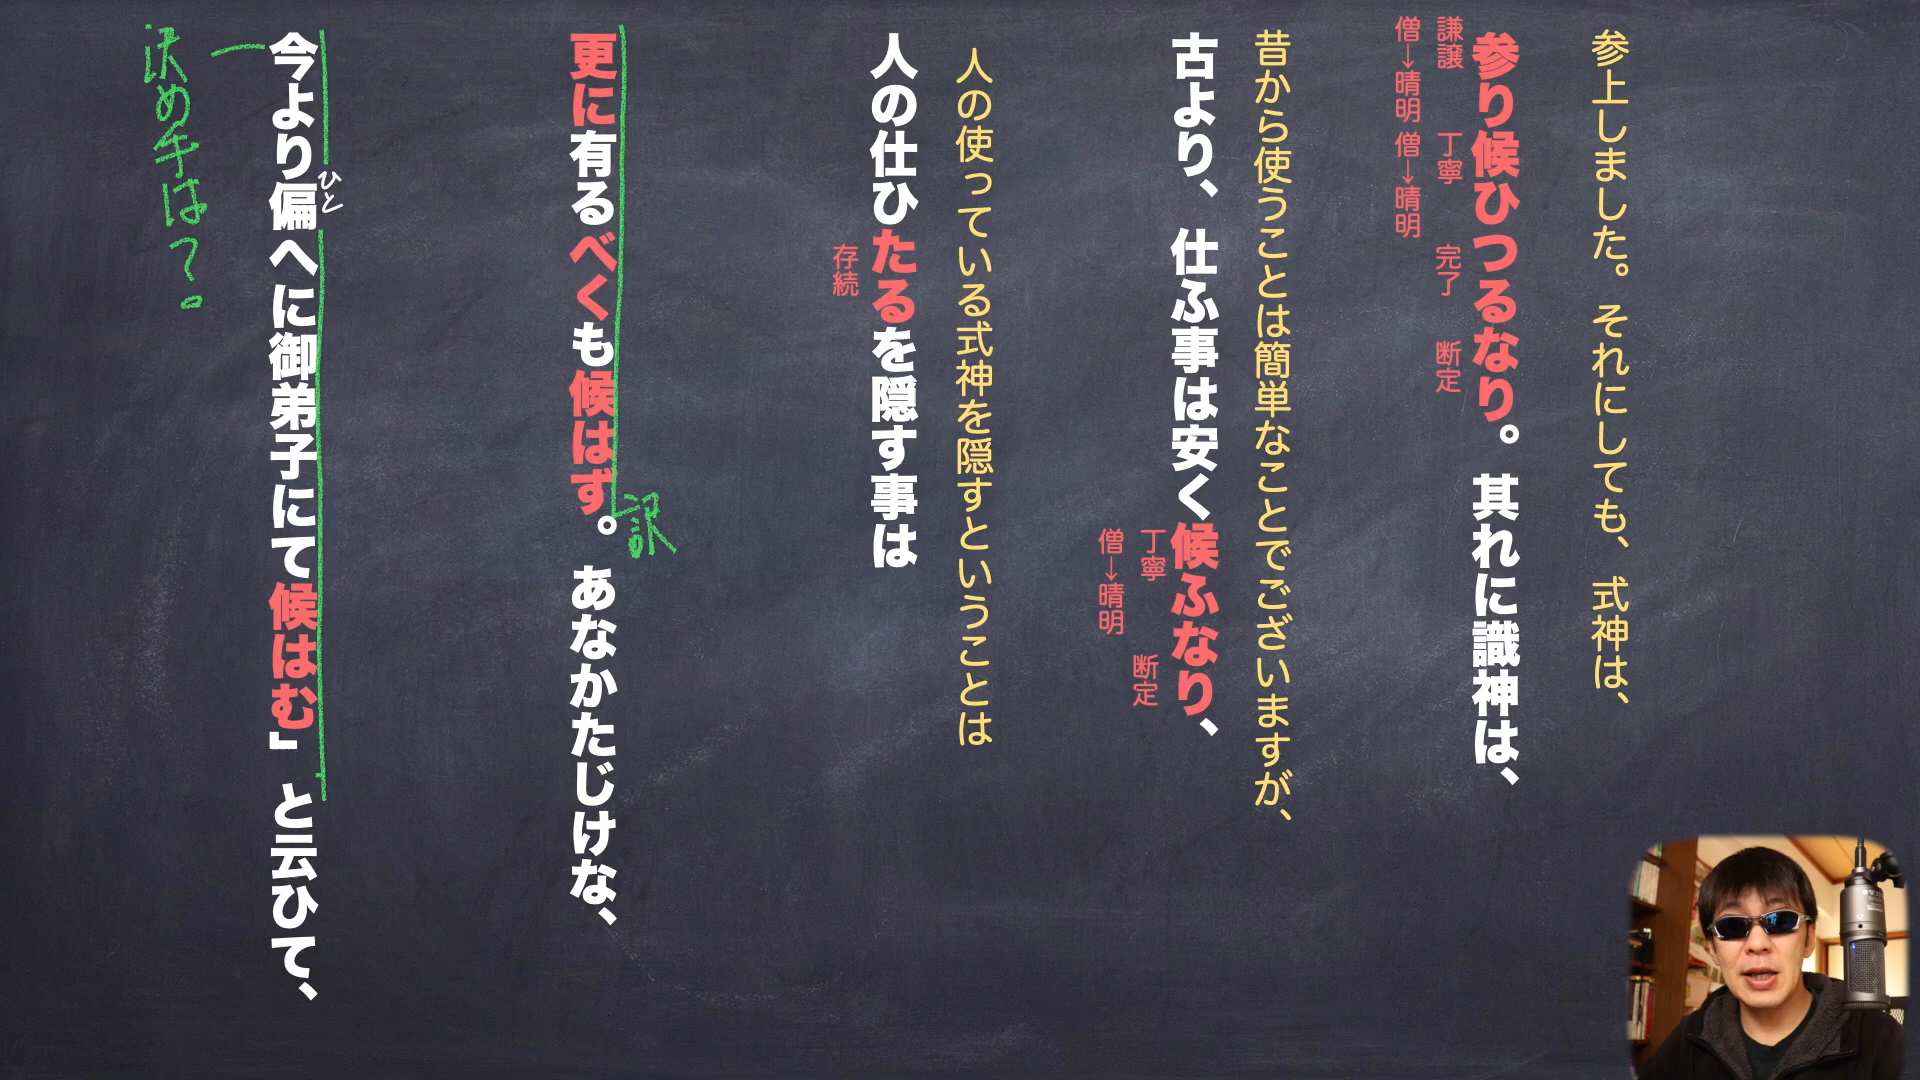 参上しました。それにしても、式神は、
参り候ひつるなり。其れに識神は、
謙譲
僧→晴明
丁寧
僧→晴明
完了
断定
昔から使うことは簡単なことでございますが、
古より、仕ふ事は安く候ふなり、
丁寧
僧→晴明
断定
人の使っている式神を隠すということは
人の仕ひたるを隠す事は
存続
更に有るべくも候はず。あなかたじけな、
訳
今より偏へに御弟子にて候はむ」と云ひて、
ひと
決め手は？。